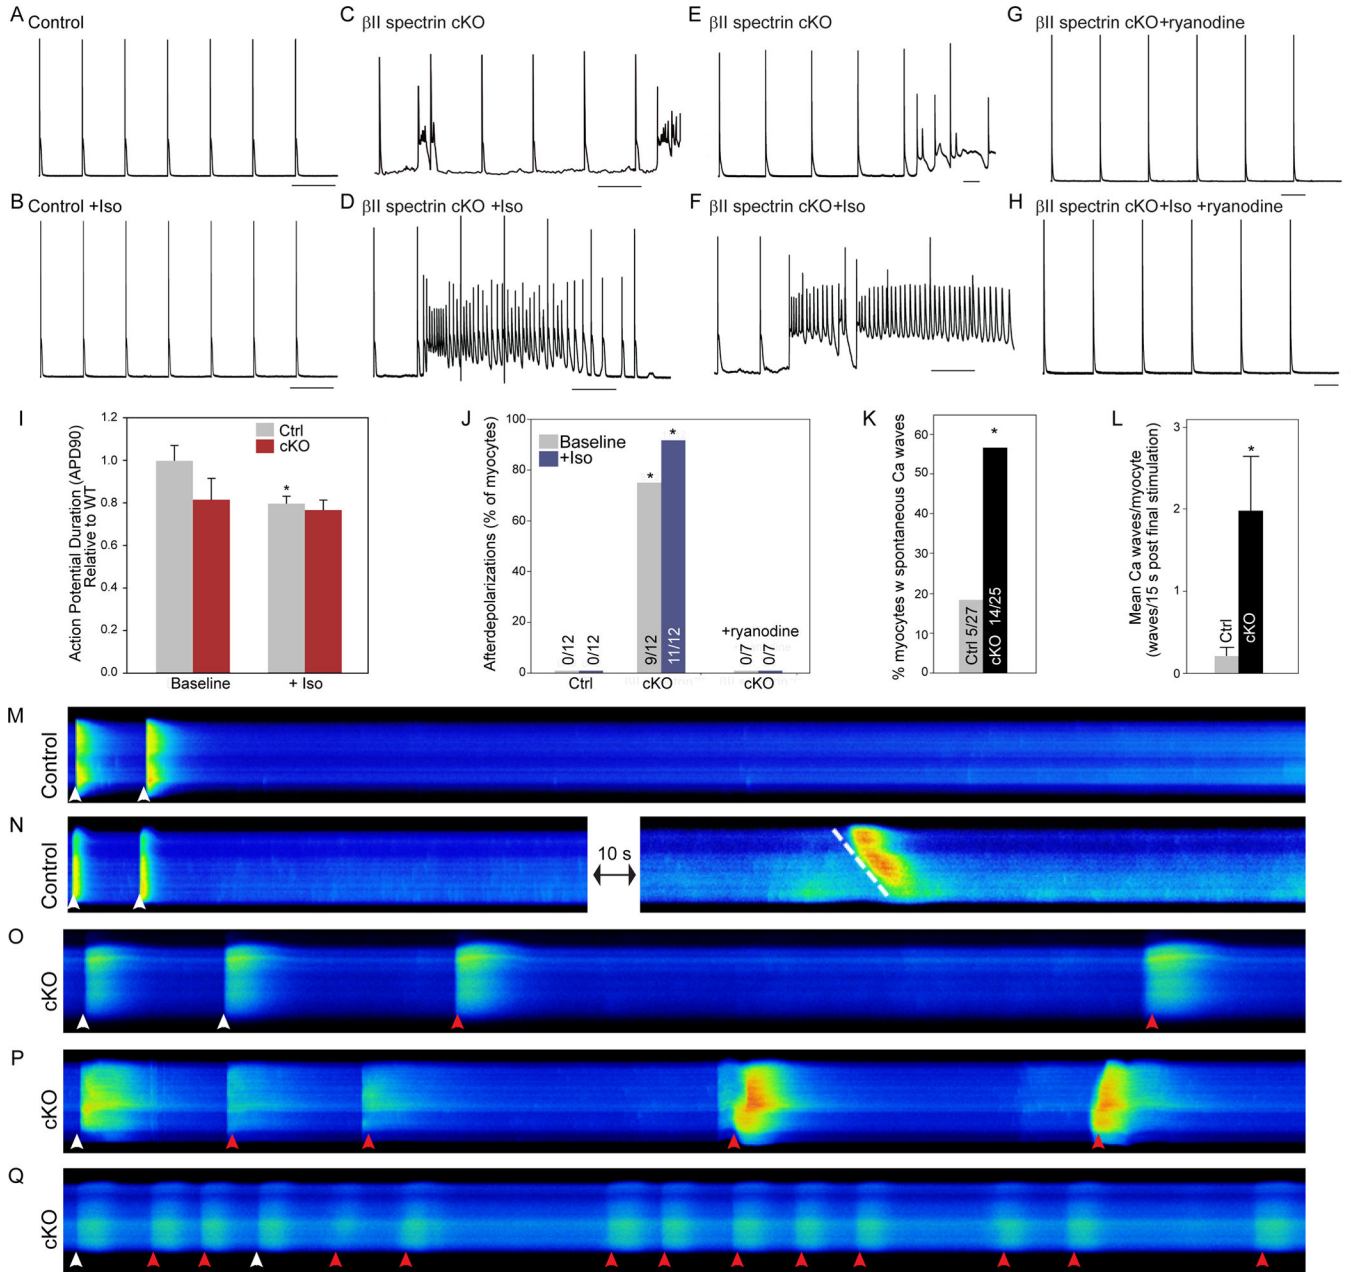 A Control
C βII spectrin cKO
E βII spectrin cKO
G βII spectrin cKO+ryanodine
B Control +Iso
D βII spectrin cKO +Iso
F βII spectrin cKO+Iso
H βII spectrin cKO+Iso +ryanodine
I
Action Potential Duration (APD90)
Relative to WT
1.2
1.0
0.8
0.6
0.4
0.2
0.0
Ctrl
cKO
*
Baseline
+ Iso
J
Afterdepolarizations (% of myocytes)
100
80
60
40
20
0
Baseline
+Iso
*
*
0/12
0/12
9/12
11/12
+ryanodine
0/7
0/7
Ctrl
cKO
cKO
K
% myocytes w spontaneous Ca waves
60
50
40
30
20
10
0
*
Ctrl 5/27
cKO 14/25
L
Mean Ca waves/myocyte
(waves/15 s post final stimulation)
3
2
1
0
*
Ctrl
cKO
M
Control
N
Control
10 s
O
cKO
P
cKO
Q
cKO